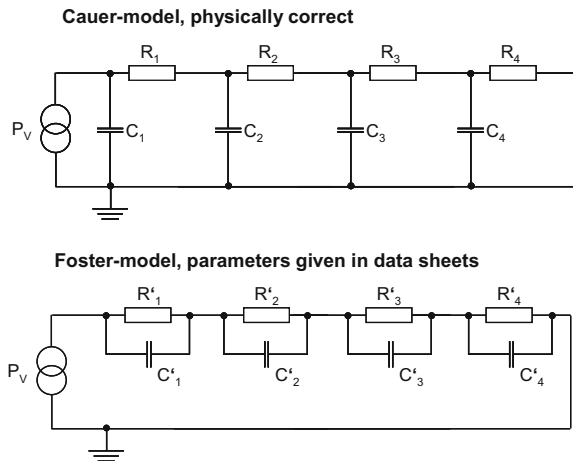 Cauer-model, physically correct
R1 R2 R3 R4
PV C1 C2 C3 C4
Foster-model, parameters given in data sheets
R‘1 R‘2 R‘3 R‘4
PV C‘1 C‘2 C‘3 C‘4